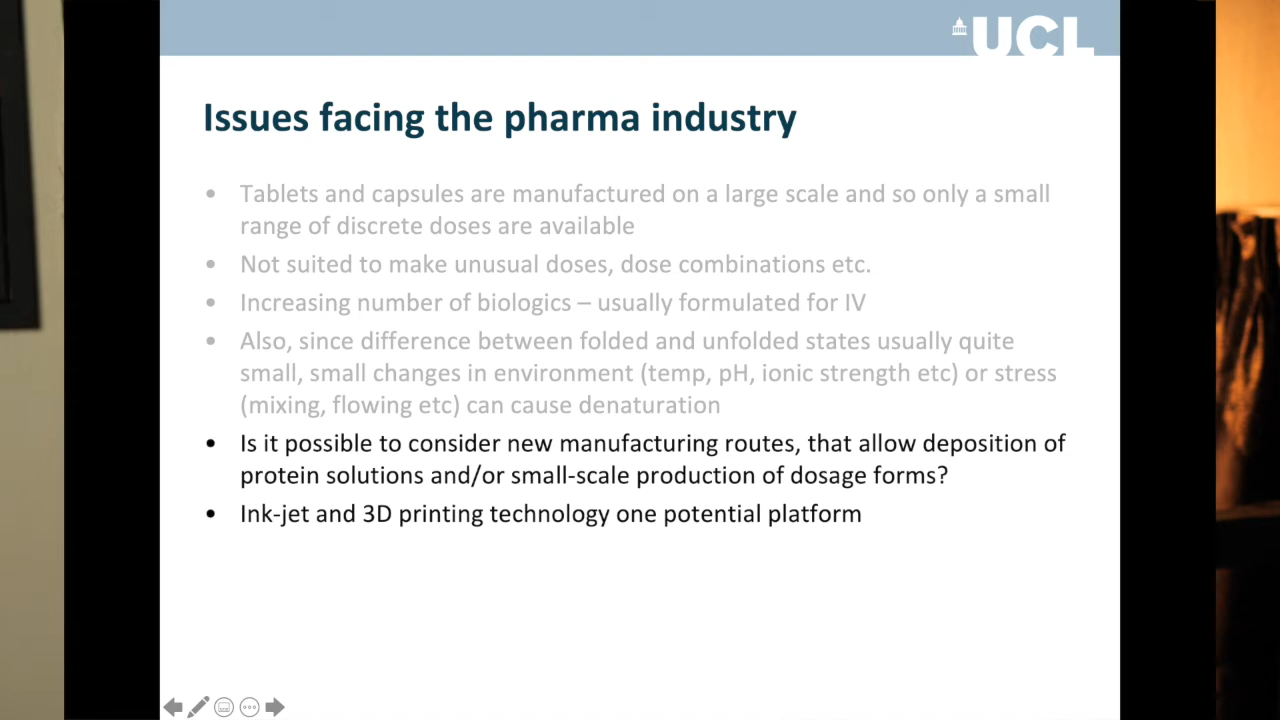 UCL
Issues facing the pharma industry
• Tablets and capsules are manufactured on a large scale and so only a small
range of discrete doses are available
• Not suited to make unusual doses, dose combinations etc.
• Increasing number of biologics – usually formulated for IV
• Also, since difference between folded and unfolded states usually quite
small, small changes in environment (temp, pH, ionic strength etc) or stress
(mixing, flowing etc) can cause denaturation
• Is it possible to consider new manufacturing routes, that allow deposition of
protein solutions and/or small-scale production of dosage forms?
• Ink-jet and 3D printing technology one potential platform